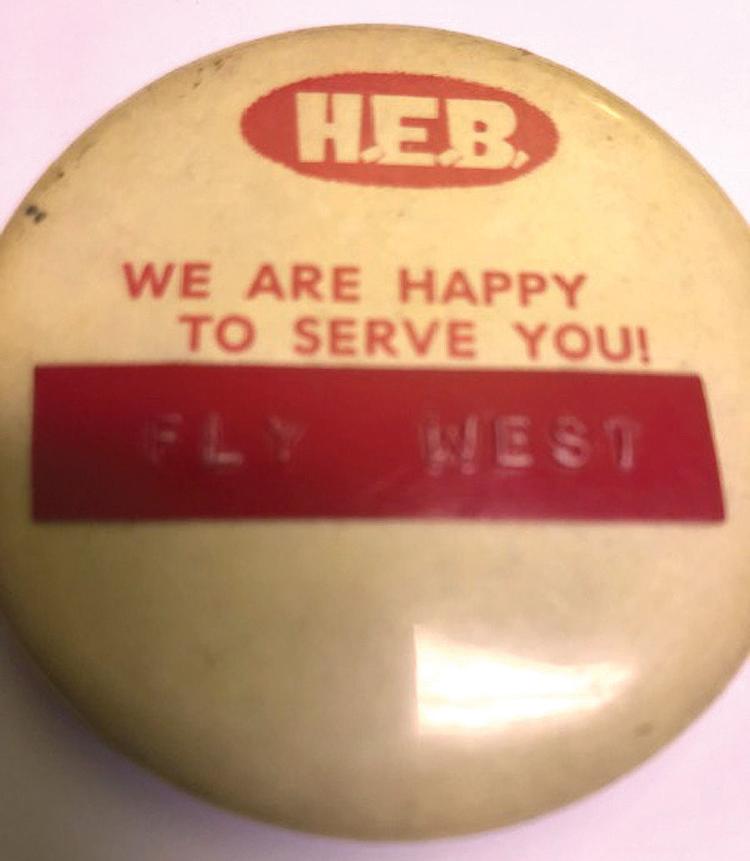 H.E.B.
WE ARE HAPPY
TO SERVE YOU!
FLY WEST